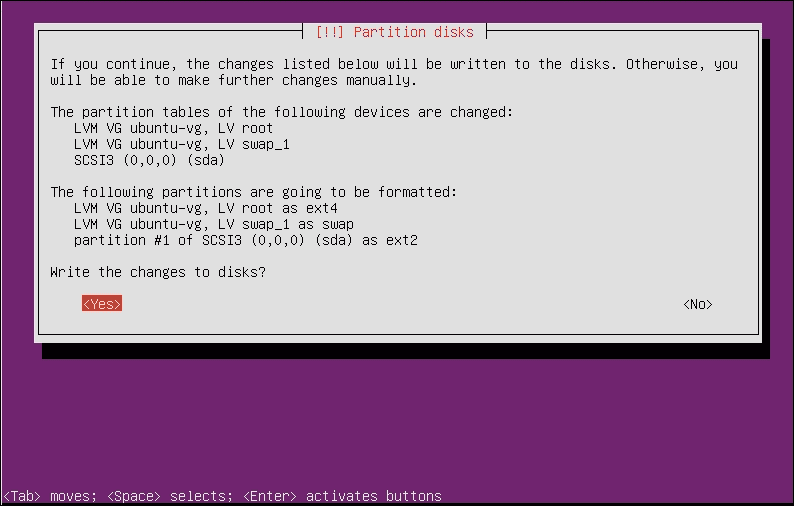 [!!] Partition disks
If you continue, the changes listed below will be written to the disks. Otherwise, you
will be able to make further changes manually.
The partition tables of the following devices are changed:
LVM VG ubuntu-vg, LV root
LVM VG ubuntu-vg, LV swap_1
SCSI3 (0,0,0) (sda)
The following partitions are going to be formatted:
LVM VG ubuntu-vg, LV root as ext4
LVM VG ubuntu-vg, LV swap_1 as swap
partition #1 of SCSI3 (0,0,0) (sda) as ext2
Write the changes to disks?
<Yes> <No>
<Tab> moves; <Space> selects; <Enter> activates buttons